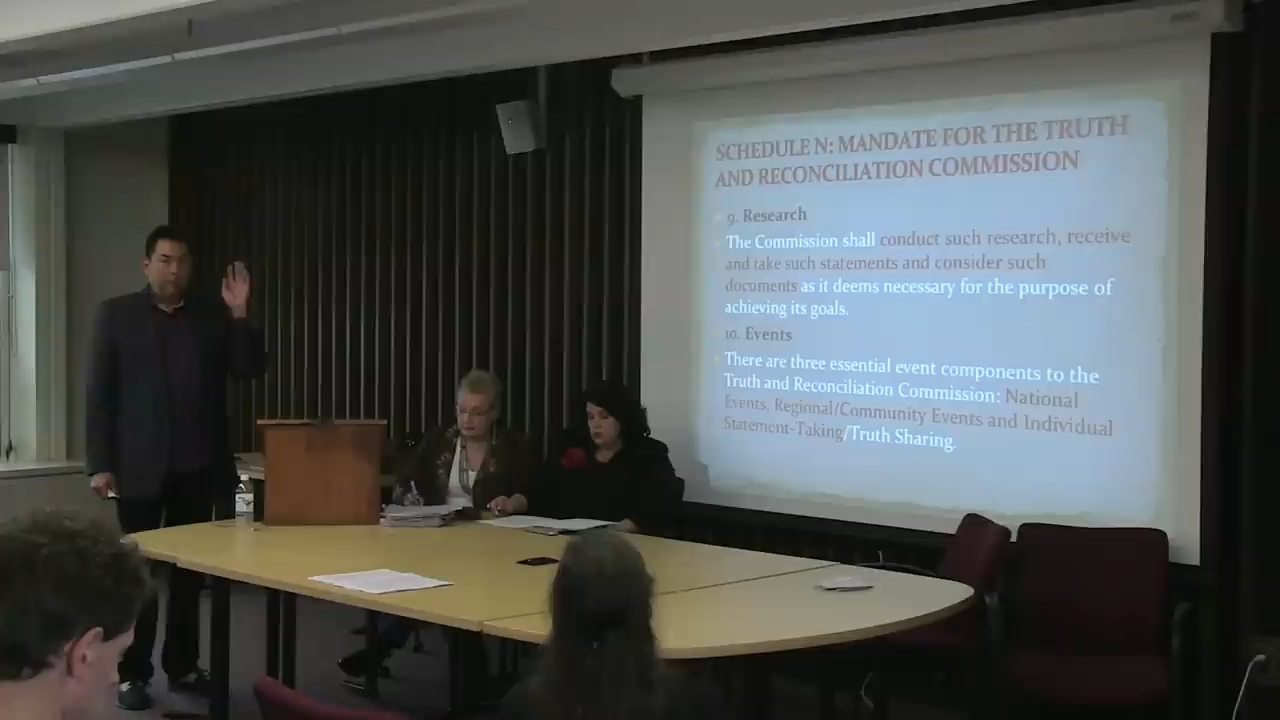 SCHEDULE N: MANDATE FOR THE TRUTH
AND RECONCILIATION COMMISSION
9. Research
The Commission shall conduct such research, receive
and take such statements and consider such
documents as it deems necessary for the purpose of
achieving its goals.
10. Events
There are three essential event components to the
Truth and Reconciliation Commission: National
Events, Regional/Community Events and Individual
Statement-Taking/Truth Sharing.